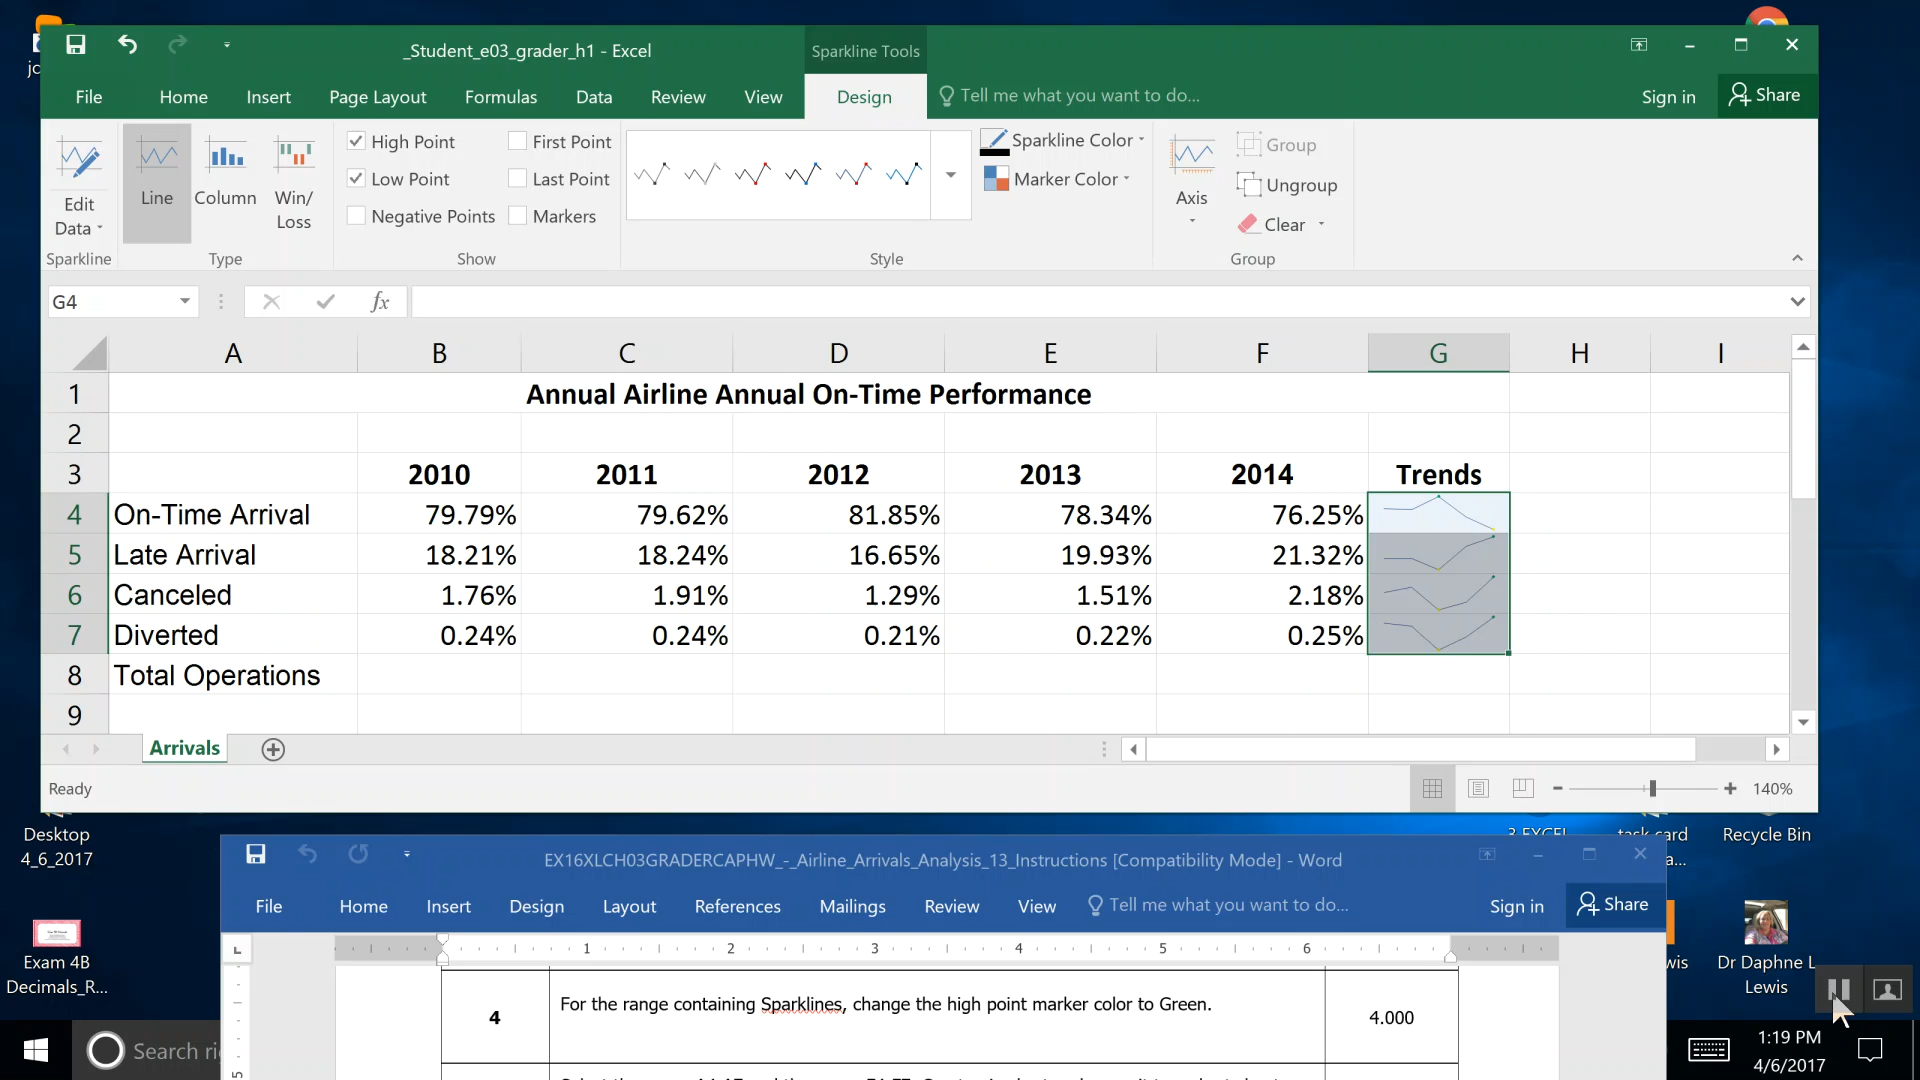 _Student_e03_grader_h1 - Excel
Sparkline Tools
File Home Insert Page Layout Formulas Data Review View Design Tell me what you want to do... Sign in Share
Edit Data
Line
Column
Win/ Loss
High Point
First Point
Low Point
Last Point
Negative Points
Markers
Sparkline Color
Marker Color
Axis
Group
Ungroup
Clear
Sparkline Type Show Style Group
G4 fx
A B C D E F G H I
1 Annual Airline Annual On-Time Performance
2
3 2010 2011 2012 2013 2014 Trends
4 On-Time Arrival 79.79% 79.62% 81.85% 78.34% 76.25%
5 Late Arrival 18.21% 18.24% 16.65% 19.93% 21.32%
6 Canceled 1.76% 1.91% 1.29% 1.51% 2.18%
7 Diverted 0.24% 0.24% 0.21% 0.22% 0.25%
8 Total Operations
9
Arrivals
Ready 140%
Desktop
4_6_2017
Recycle Bin
EX16XLCH03GRADERCAPHW_-_Airline_Arrivals_Analysis_13_Instructions [Compatibility Mode] - Word
File Home Insert Design Layout References Mailings Review View Tell me what you want to do... Sign in Share
L 1 2 3 4 5 6
Exam 4B
Decimals_R...
Dr Daphne L
Lewis
4 For the range containing Sparklines, change the high point marker color to Green. 4.000
Search
1:19 PM
4/6/2017